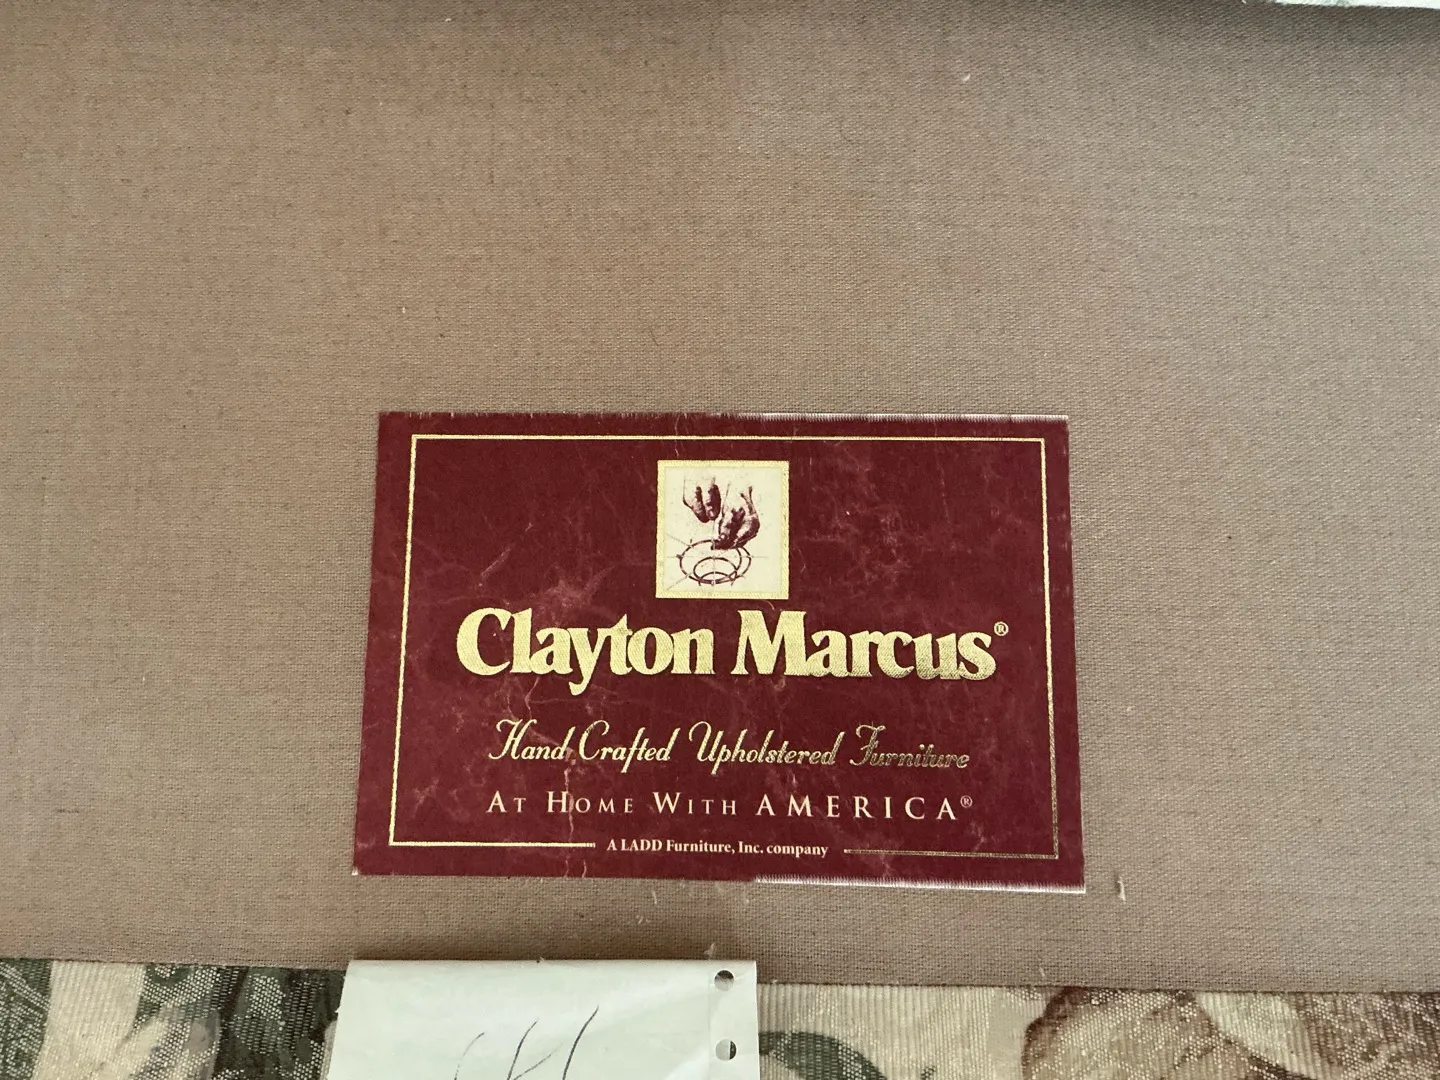 Clayton Marcus®
Hand Crafted Upholstered Furniture
AT HOME WITH AMERICA®
A LADD Furniture, Inc. company